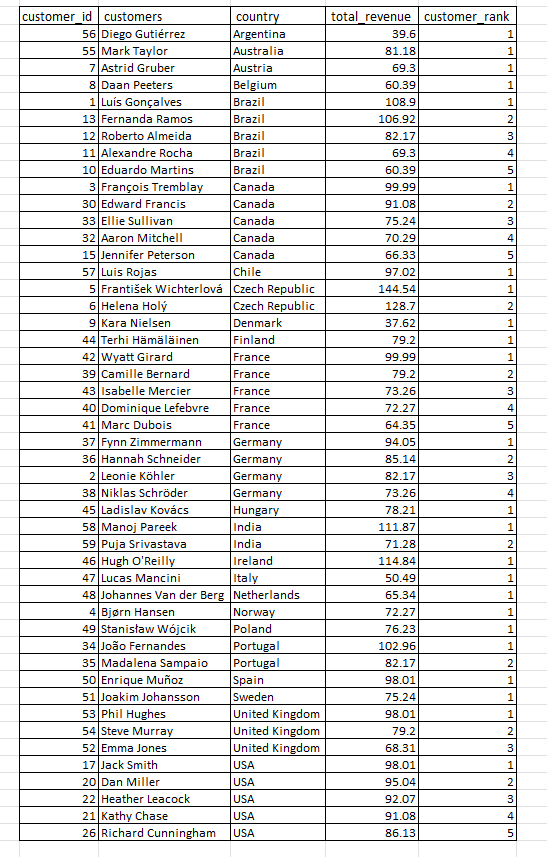 customer_id customers country total_revenue customer_rank
56 Diego Gutiérrez Argentina 39.6 1
55 Mark Taylor Australia 81.18 1
7 Astrid Gruber Austria 69.3 1
8 Daan Peeters Belgium 60.39 1
1 Luís Gonçalves Brazil 108.9 1
13 Fernanda Ramos Brazil 106.92 2
12 Roberto Almeida Brazil 82.17 3
11 Alexandre Rocha Brazil 69.3 4
10 Eduardo Martins Brazil 60.39 5
3 François Tremblay Canada 99.99 1
30 Edward Francis Canada 91.08 2
33 Ellie Sullivan Canada 75.24 3
32 Aaron Mitchell Canada 70.29 4
15 Jennifer Peterson Canada 66.33 5
57 Luis Rojas Chile 97.02 1
5 František Wichterlová Czech Republic 144.54 1
6 Helena Holý Czech Republic 128.7 2
9 Kara Nielsen Denmark 37.62 1
44 Terhi Hämäläinen Finland 79.2 1
42 Wyatt Girard France 99.99 1
39 Camille Bernard France 79.2 2
43 Isabelle Mercier France 73.26 3
40 Dominique Lefebvre France 72.27 4
41 Marc Dubois France 64.35 5
37 Fynn Zimmermann Germany 94.05 1
36 Hannah Schneider Germany 85.14 2
2 Leonie Köhler Germany 82.17 3
38 Niklas Schröder Germany 73.26 4
45 Ladislav Kovács Hungary 78.21 1
58 Manoj Pareek India 111.87 1
59 Puja Srivastava India 71.28 2
46 Hugh O'Reilly Ireland 114.84 1
47 Lucas Mancini Italy 50.49 1
48 Johannes Van der Berg Netherlands 65.34 1
4 Bjørn Hansen Norway 72.27 1
49 Stanisław Wójcik Poland 76.23 1
34 João Fernandes Portugal 102.96 1
35 Madalena Sampaio Portugal 82.17 2
50 Enrique Muñoz Spain 98.01 1
51 Joakim Johansson Sweden 75.24 1
53 Phil Hughes United Kingdom 98.01 1
54 Steve Murray United Kingdom 79.2 2
52 Emma Jones United Kingdom 68.31 3
17 Jack Smith USA 98.01 1
20 Dan Miller USA 95.04 2
22 Heather Leacock USA 92.07 3
21 Kathy Chase USA 91.08 4
26 Richard Cunningham USA 86.13 5